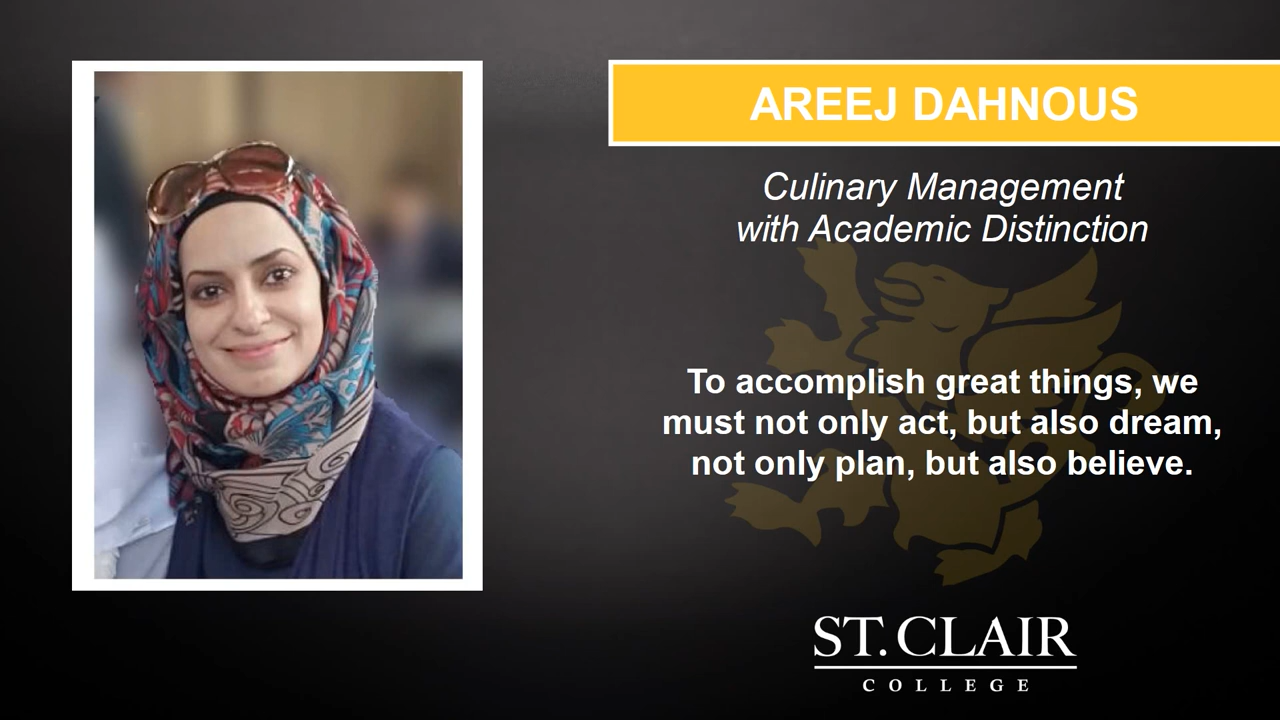 AREEJ DAHNOUS
Culinary Management
with Academic Distinction
To accomplish great things, we
must not only act, but also dream,
not only plan, but also believe.
ST. CLAIR
COLLEGE